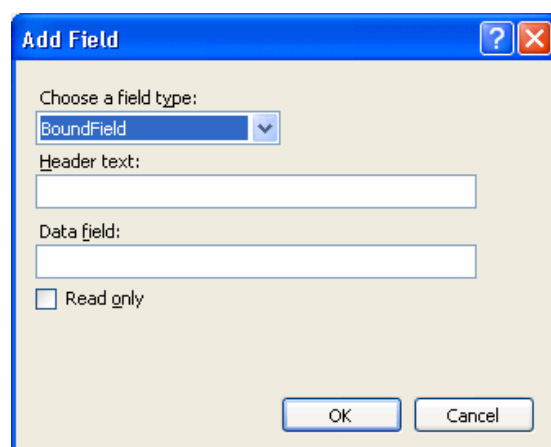 Add Field
Choose a field type:
BoundField
Header text:
Data field:
Read only
OK Cancel